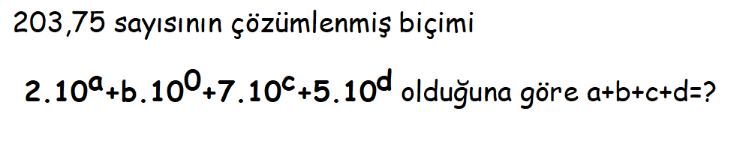 203,75 sayısının çözümlenmiş biçimi
2.10ᵃ+b.10⁰+7.10ᶜ+5.10ᵈ olduğuna göre a+b+c+d=?